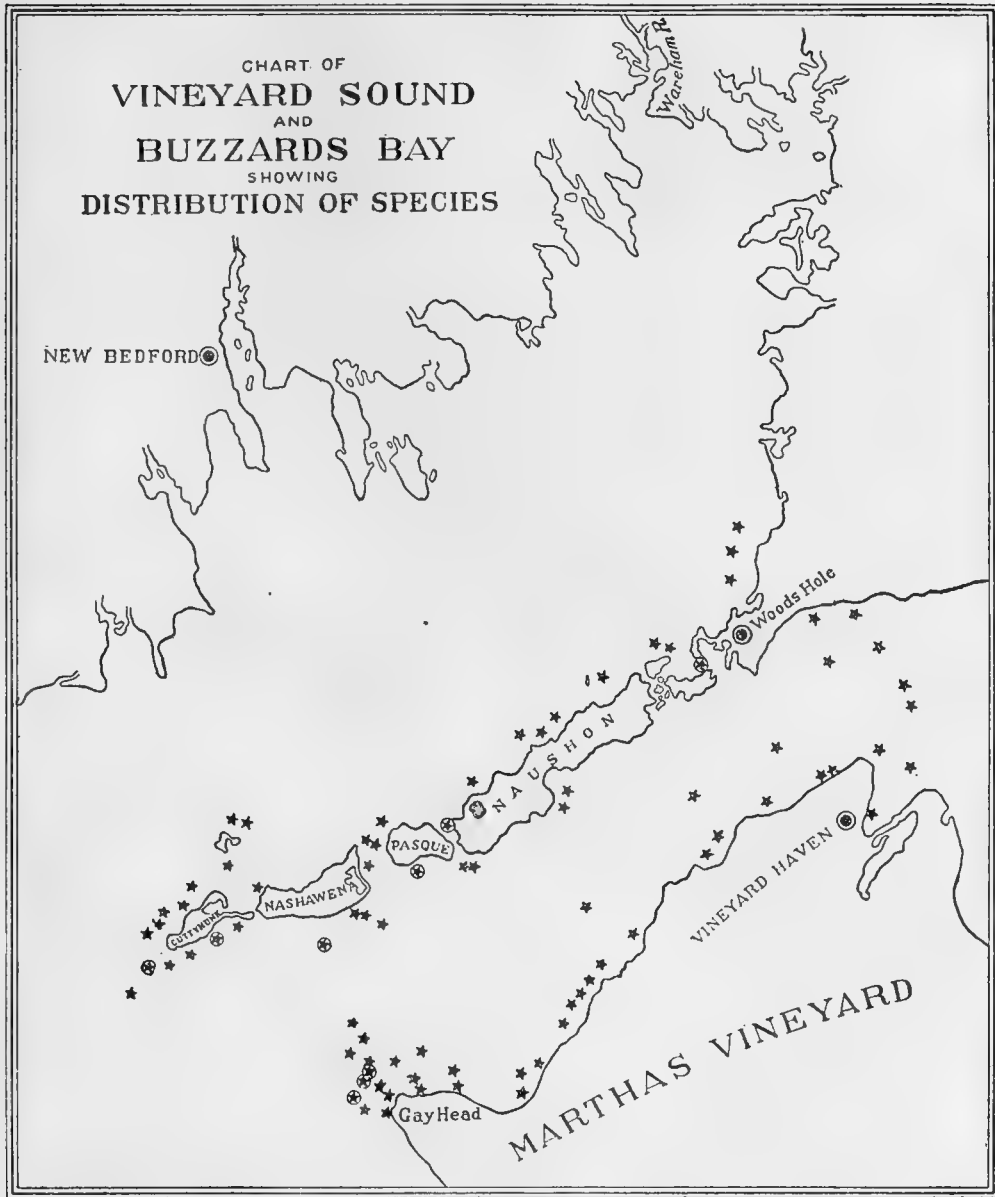 CHART OF
VINEYARD SOUND
AND
BUZZARDS BAY
SHOWING
DISTRIBUTION OF SPECIES
Wareham R
NEW BEDFORD
Woods Hole
NAUSHON
PASQUE
NASHAWENA
CUTTYHUNK
VINEYARD HAVEN
MARTHAS VINEYARD
Gay Head